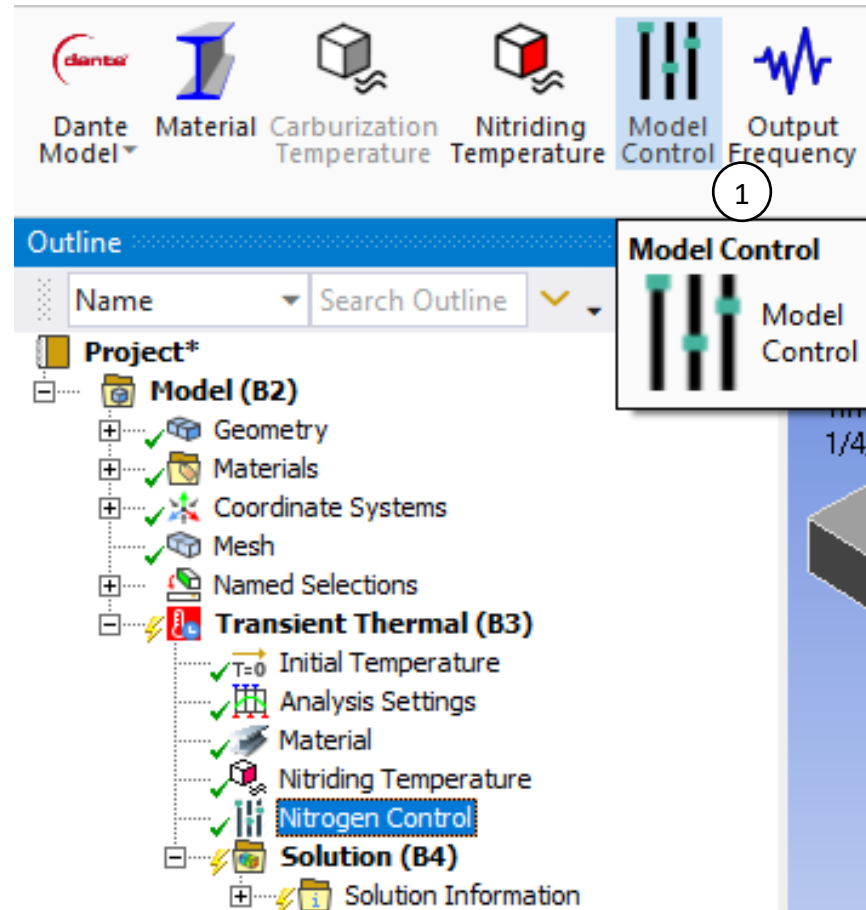 dante
Dante Model
Material
Carburization Temperature
Nitriding Temperature
Model Control
Output Frequency
1
Outline
Name
Search Outline
Model Control
Model
Control
Project*
Model (B2)
Geometry
Materials
Coordinate Systems
Mesh
Named Selections
Transient Thermal (B3)
T=0 Initial Temperature
Analysis Settings
Material
Nitriding Temperature
Nitrogen Control
Solution (B4)
Solution Information
1/4